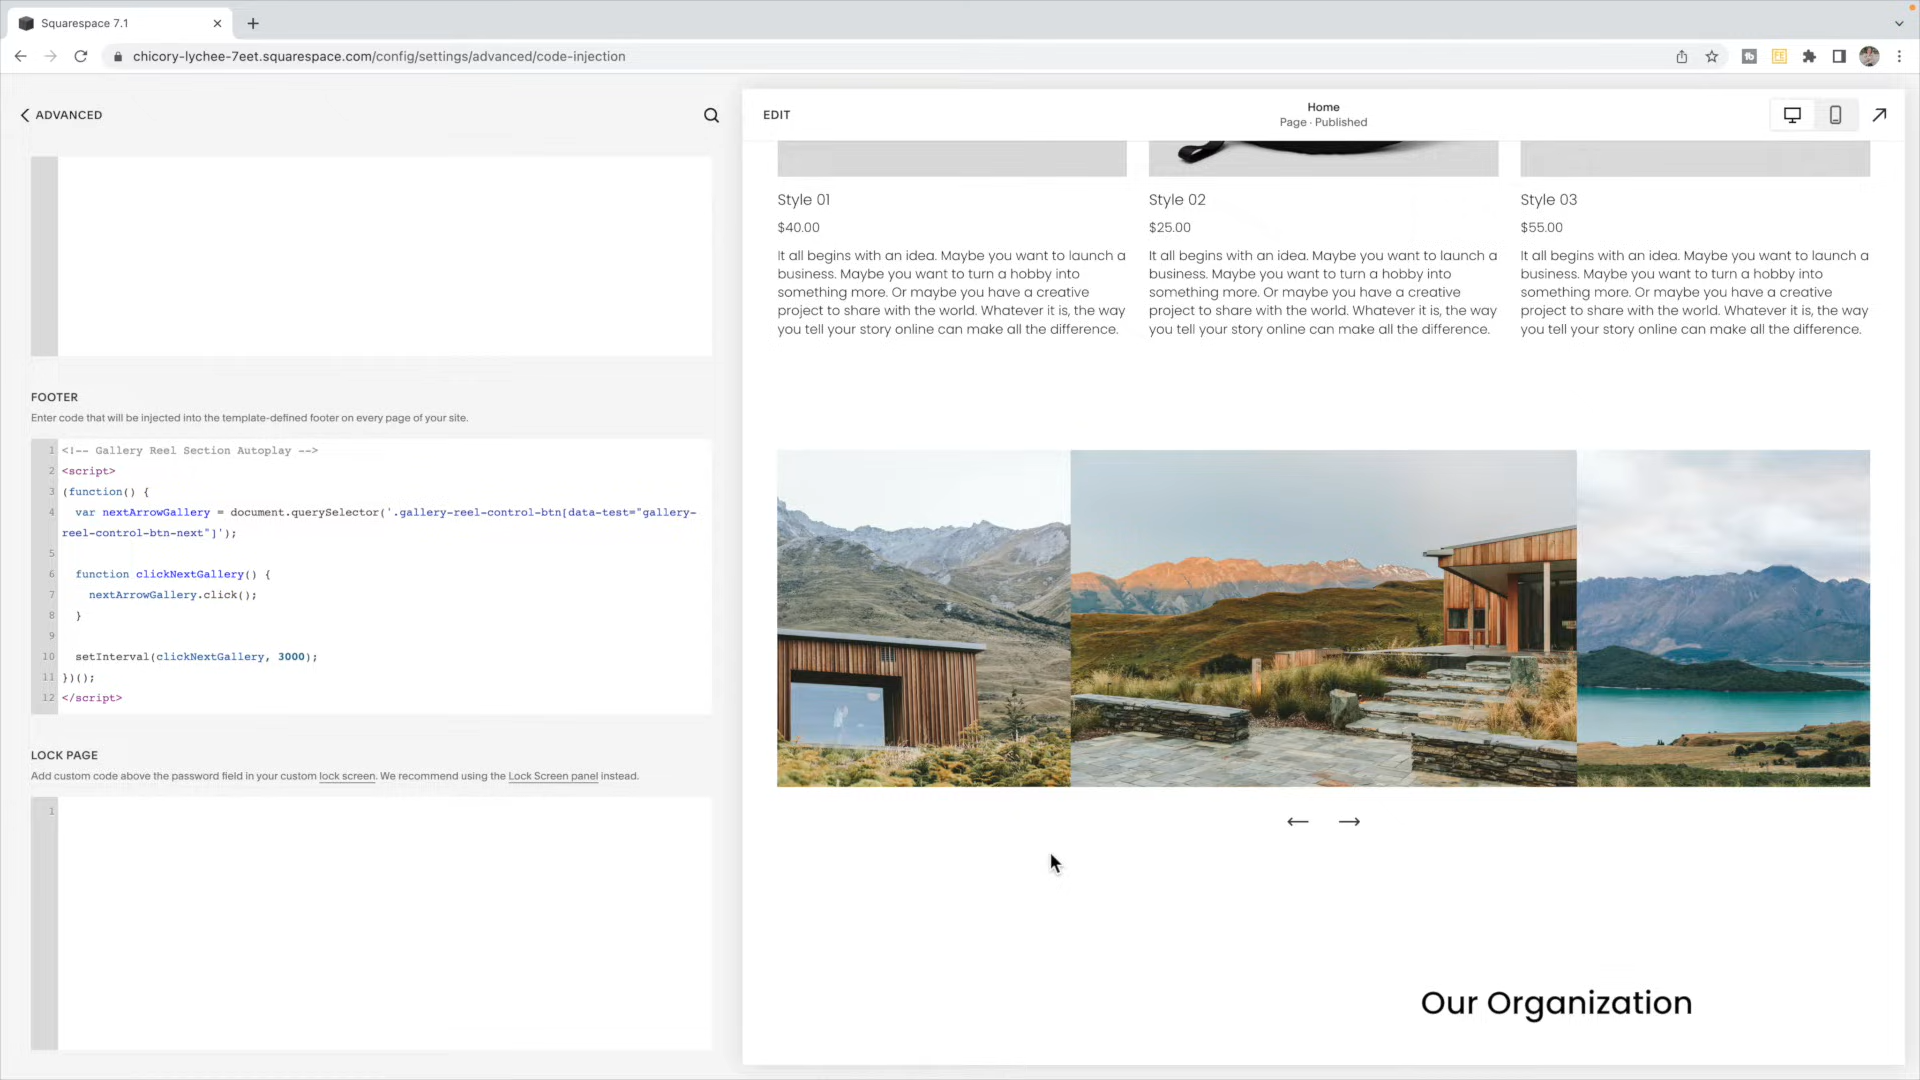 Squarespace 7.1
chicory-lychee-7eet.squarespace.com/config/settings/advanced/code-injection
ADVANCED
FOOTER
Enter code that will be injected into the template-defined footer on every page of your site.
1 <!-- Gallery Reel Section Autoplay -->
2 <script>
3 (function() {
4 var nextArrowGallery = document.querySelector('.gallery-reel-control-btn[data-test="gallery-
reel-control-btn-next"]');
5
6 function clickNextGallery() {
7 nextArrowGallery.click();
8 }
9
10 setInterval(clickNextGallery, 3000);
11 })();
12 </script>
LOCK PAGE
Add custom code above the password field in your custom lock screen. We recommend using the Lock Screen panel instead.
1
EDIT
Home
Page · Published
Style 01
$40.00
It all begins with an idea. Maybe you want to launch a
business. Maybe you want to turn a hobby into
something more. Or maybe you have a creative
project to share with the world. Whatever it is, the way
you tell your story online can make all the difference.
Style 02
$25.00
It all begins with an idea. Maybe you want to launch a
business. Maybe you want to turn a hobby into
something more. Or maybe you have a creative
project to share with the world. Whatever it is, the way
you tell your story online can make all the difference.
Style 03
$55.00
It all begins with an idea. Maybe you want to launch a
business. Maybe you want to turn a hobby into
something more. Or maybe you have a creative
project to share with the world. Whatever it is, the way
you tell your story online can make all the difference.
Our Organization